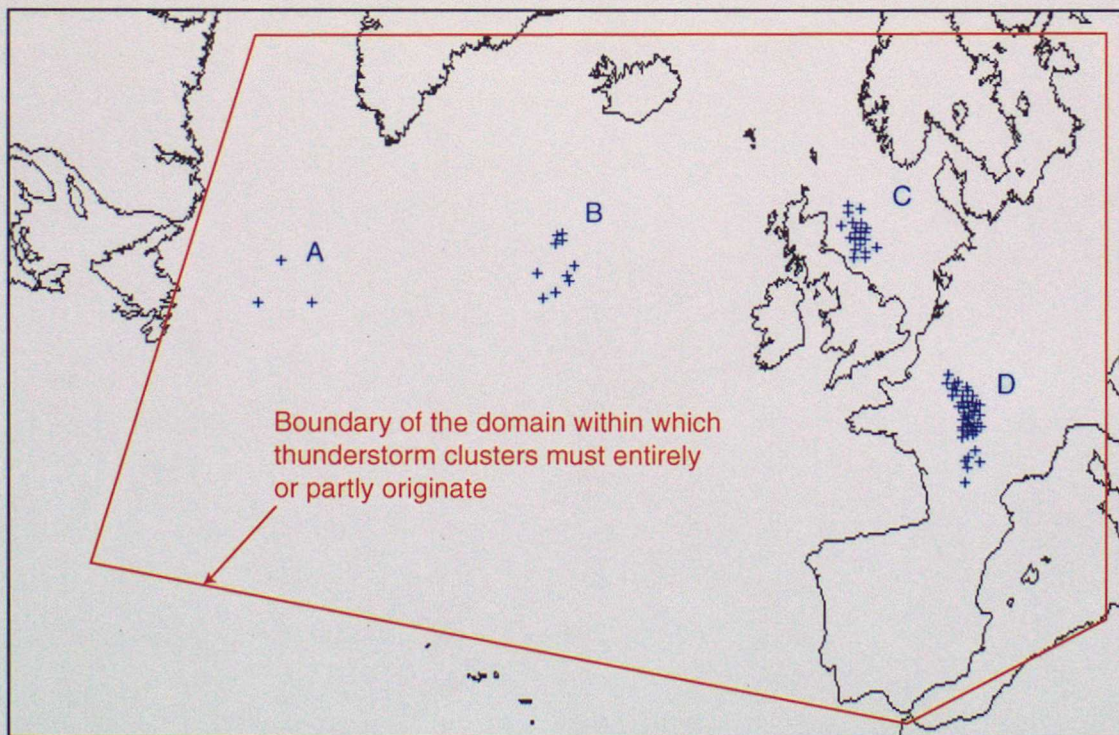 B
C
A
D
Boundary of the domain within which
thunderstorm clusters must entirely
or partly originate